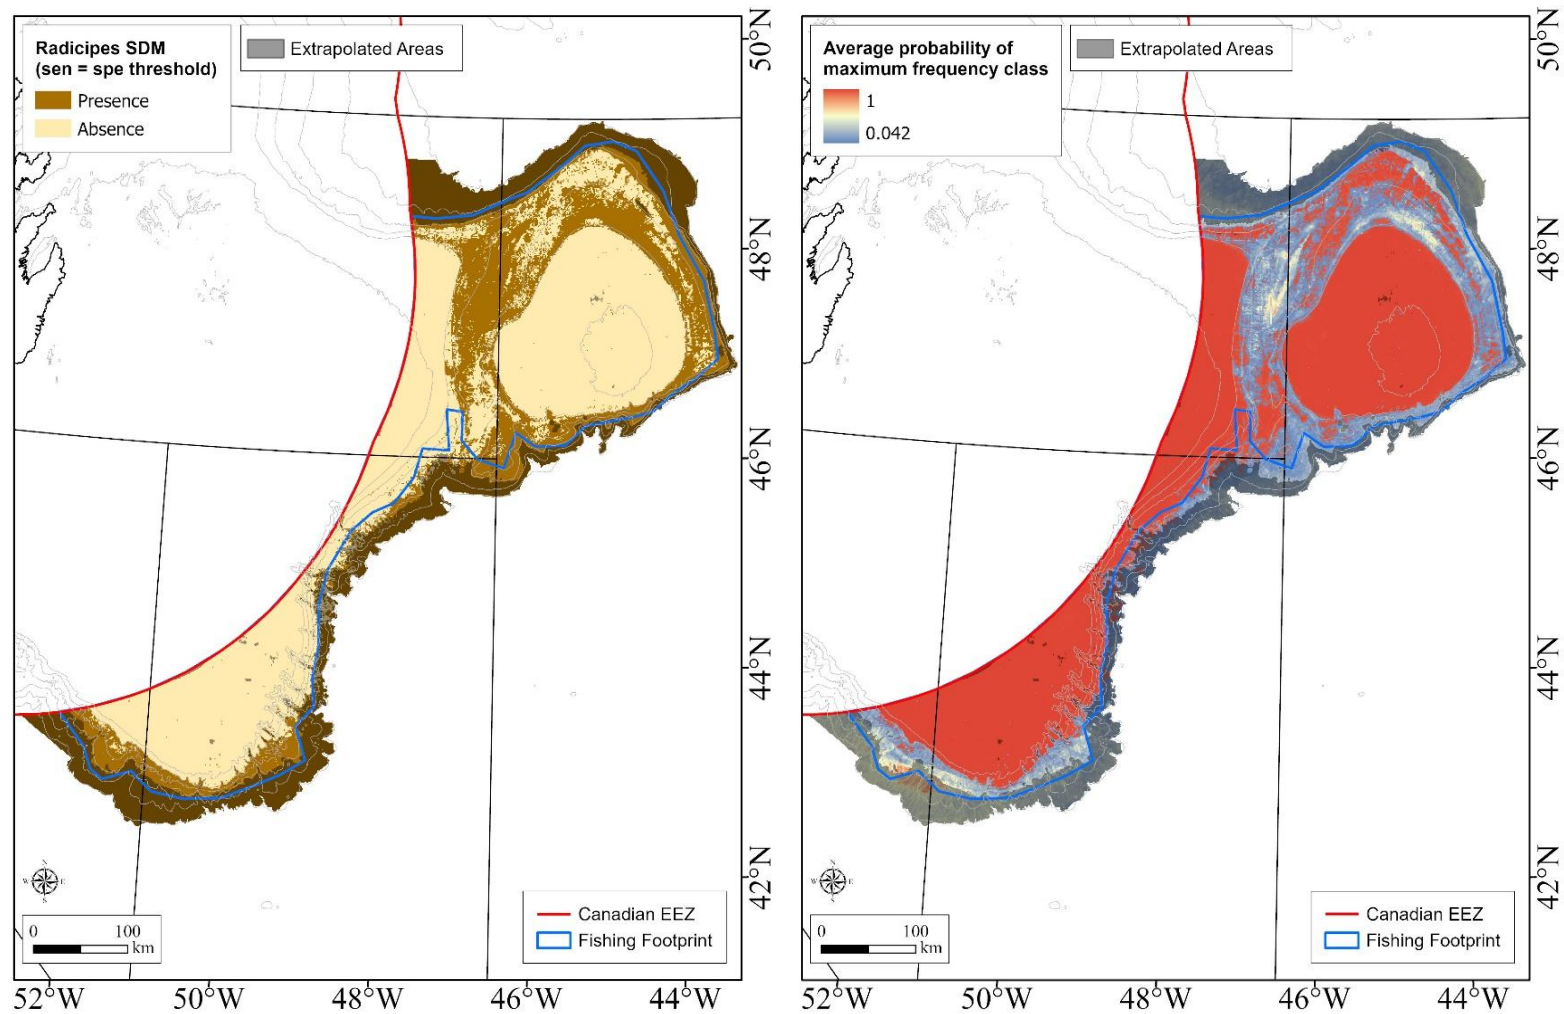 Radicipes SDM
(sen = spe threshold)
Presence
Absence
Extrapolated Areas
N
W
E
S
0
100
km
Canadian EEZ
Fishing Footprint
50°N
48°N
46°N
44°N
42°N
52°W
50°W
48°W
46°W
44°W
Average probability of
maximum frequency class
1
0.042
Extrapolated Areas
N
W
E
S
0
100
km
Canadian EEZ
Fishing Footprint
50°N
48°N
46°N
44°N
42°N
52°W
50°W
48°W
46°W
44°W